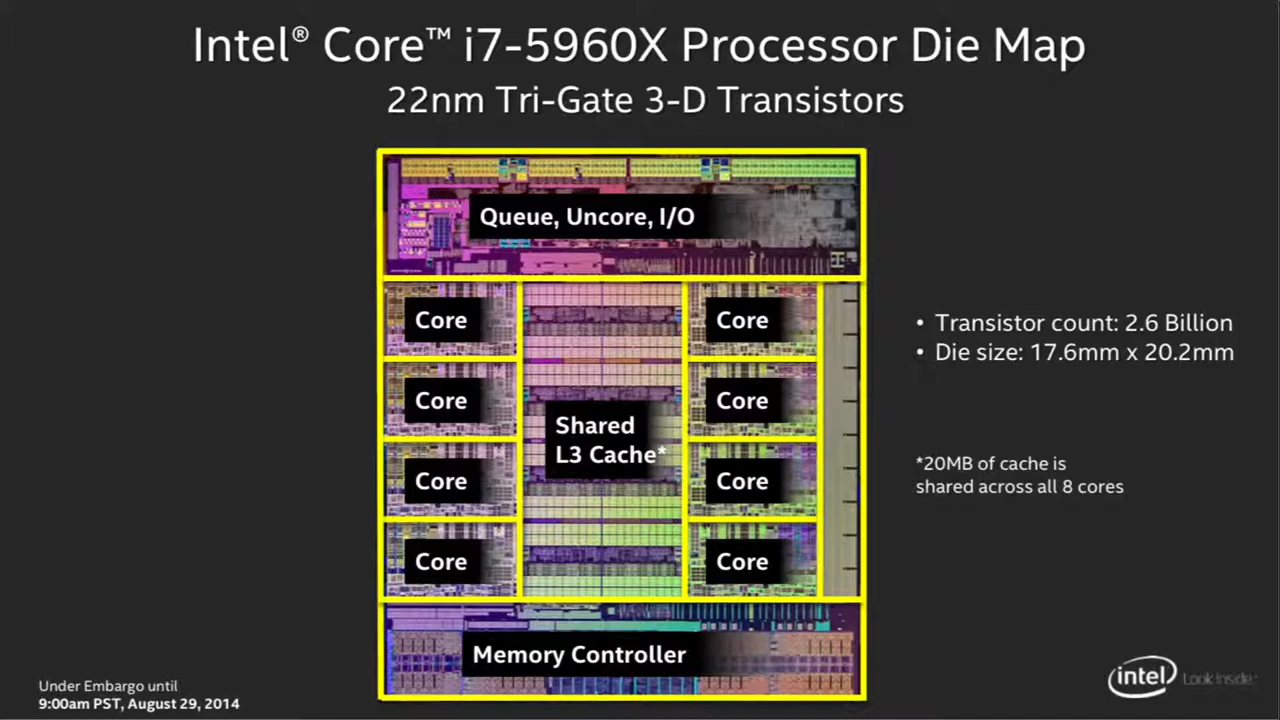 Intel® Core™ i7-5960X Processor Die Map
22nm Tri-Gate 3-D Transistors
Queue, Uncore, I/O
Core
Core
Core
Core
Shared
L3 Cache*
Core
Core
Core
Core
Memory Controller
• Transistor count: 2.6 Billion
• Die size: 17.6mm x 20.2mm
*20MB of cache is
shared across all 8 cores
Under Embargo until
9:00am PST, August 29, 2014
intel Look Inside.™